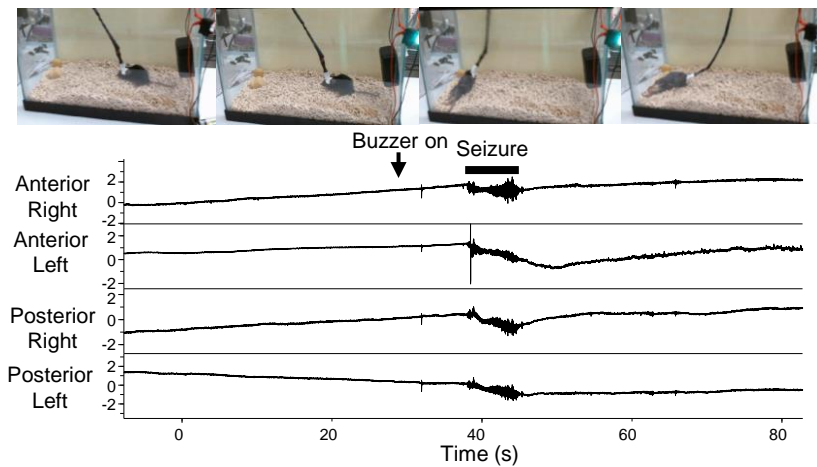 Buzzer on
Seizure
Anterior Right
2
0
-2
Anterior Left
2
0
-2
Posterior Right
2
0
-2
Posterior Left
2
0
-2
0 20 40 60 80
Time (s)